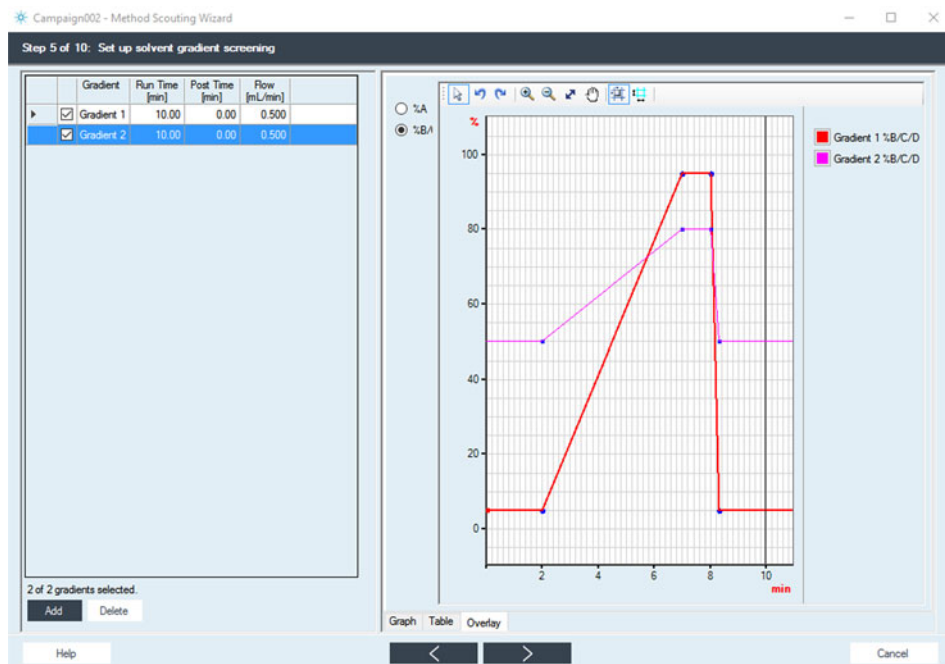 Campaign002 - Method Scouting Wizard
Step 5 of 10: Set up solvent gradient screening
Gradient Run Time [min] Post Time [min] Flow [mL/min]
Gradient 1 10.00 0.00 0.500
Gradient 2 10.00 0.00 0.500
2 of 2 gradients selected.
Add Delete
%A
%B/
%
100
80
60
40
20
0
2 4 6 8 10
min
Gradient 1 %B/C/D
Gradient 2 %B/C/D
Graph Table Overlay
Help < > Cancel